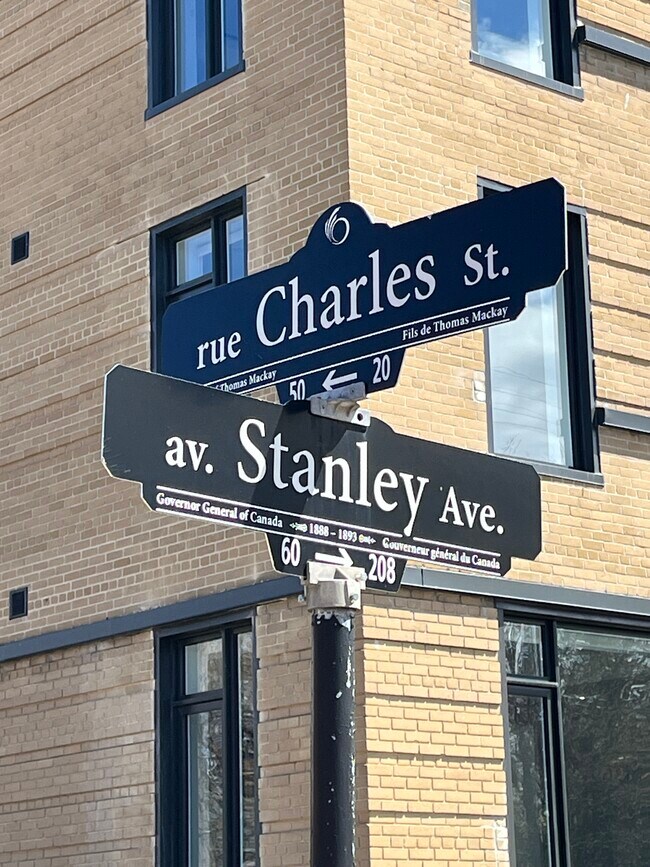 rue Charles St.
Thomas Mackay Fils de Thomas Mackay
50 ← 20
av. Stanley Ave.
Governor General of Canada 1888 – 1893 Gouverneur général du Canada
60 → 208